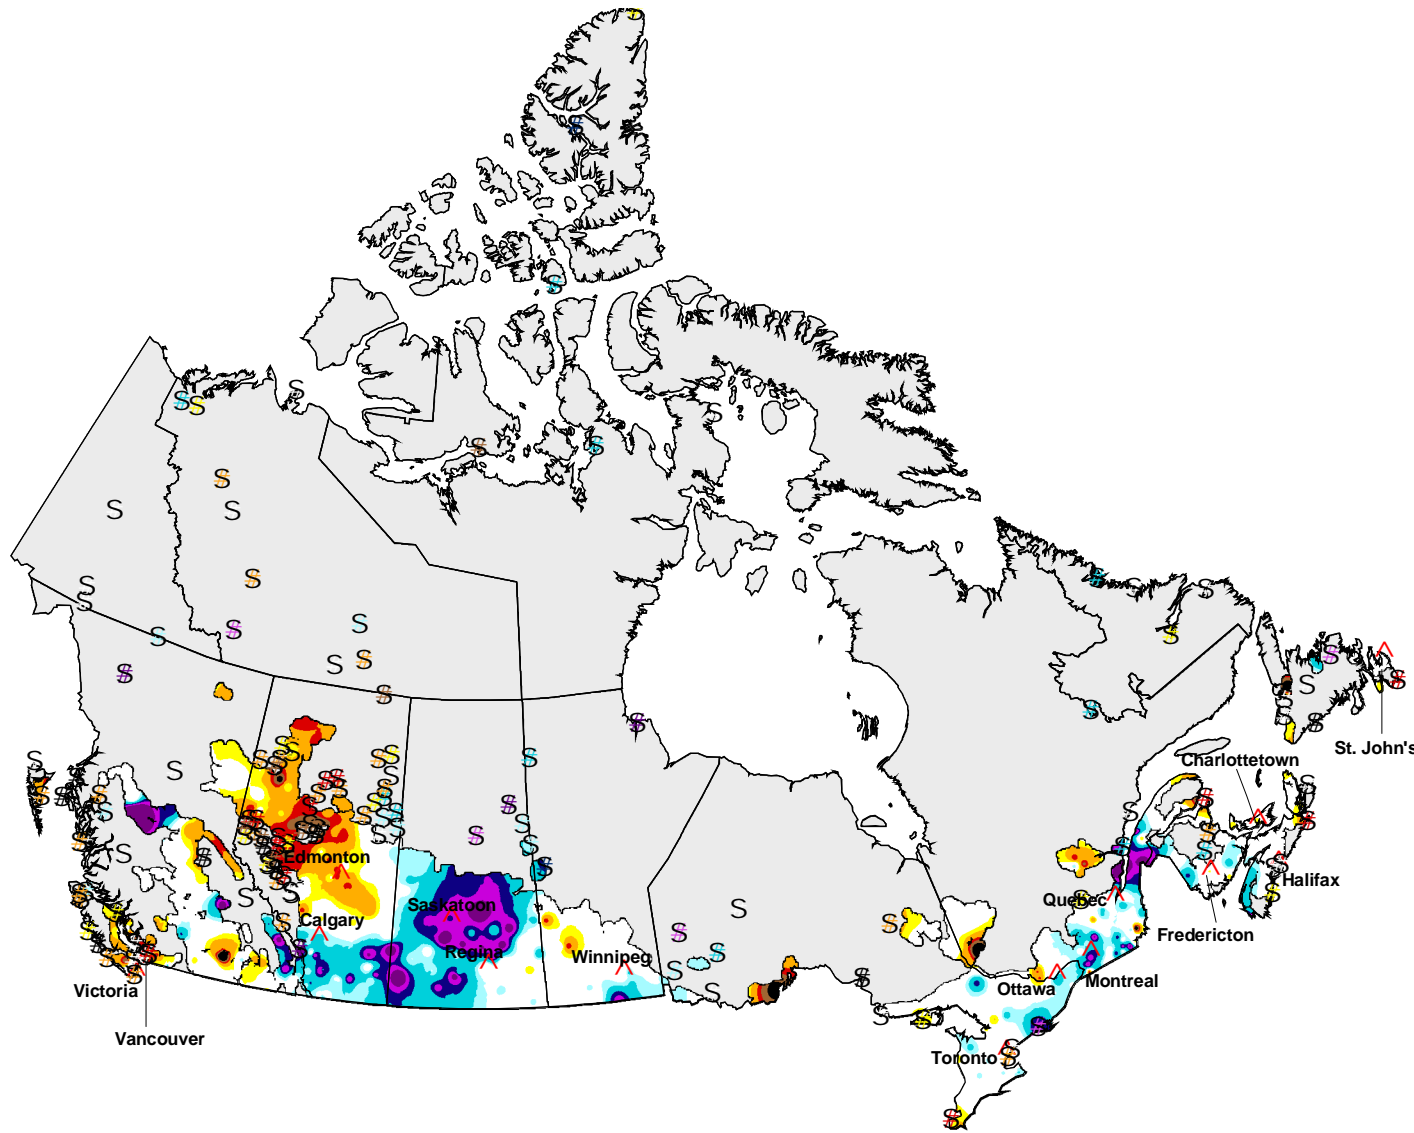 St. John's
Charlottetown
Edmonton
Halifax
Quebec
Saskatoon
Calgary
Fredericton
Regina
Winnipeg
Montreal
Ottawa
Victoria
Vancouver
Toronto